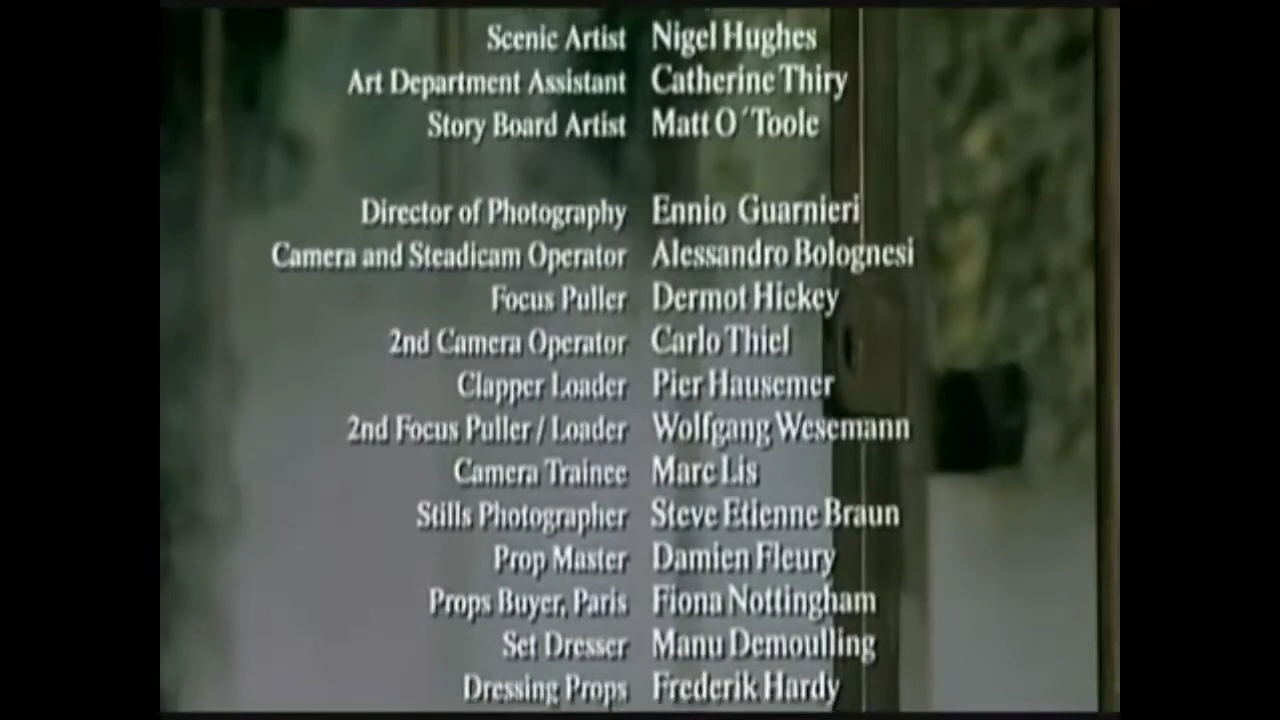 Scenic Artist Nigel Hughes
Art Department Assistant Catherine Thiry
Story Board Artist Matt O´Toole
Director of Photography Ennio Guarnieri
Camera and Steadicam Operator Alessandro Bolognesi
Focus Puller Dermot Hickey
2nd Camera Operator Carlo Thiel
Clapper Loader Pier Hausemer
2nd Focus Puller / Loader Wolfgang Wesemann
Camera Trainee Marc Lis
Stills Photographer Steve Etienne Braun
Prop Master Damien Fleury
Props Buyer, Paris Fiona Nottingham
Set Dresser Manu Demoulling
Dressing Props Frederik Hardy